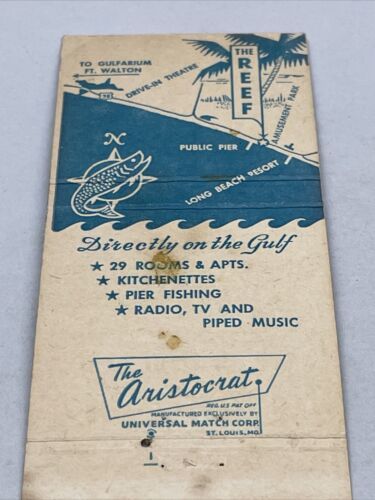 TO GULFARIUM
FT. WALTON
DRIVE-IN THEATRE
98
THE
REEF
AMUSEMENT PARK
PUBLIC PIER
LONG BEACH RESORT
N
Directly on the Gulf
★ 29 ROOMS & APTS.
★ KITCHENETTES
★ PIER FISHING
★ RADIO, TV AND
PIPED MUSIC
The
Aristocrat
REG. U.S. PAT. OFF.
MANUFACTURED EXCLUSIVELY BY
UNIVERSAL MATCH CORP.
ST. LOUIS, MO.